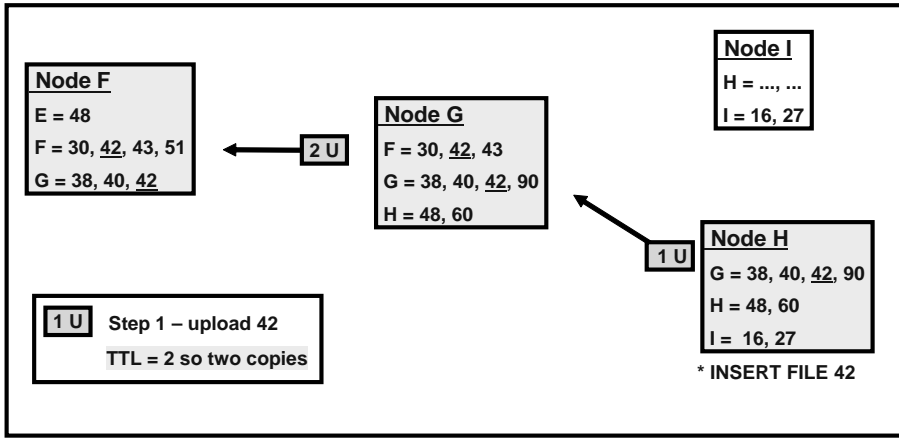 Node F
E = 48
F = 30, 42, 43, 51
G = 38, 40, 42
2 U
Node G
F = 30, 42, 43
G = 38, 40, 42, 90
H = 48, 60
Node I
H = ..., ...
I = 16, 27
1 U
Node H
G = 38, 40, 42, 90
H = 48, 60
I = 16, 27
* INSERT FILE 42
1 U Step 1 – upload 42
TTL = 2 so two copies